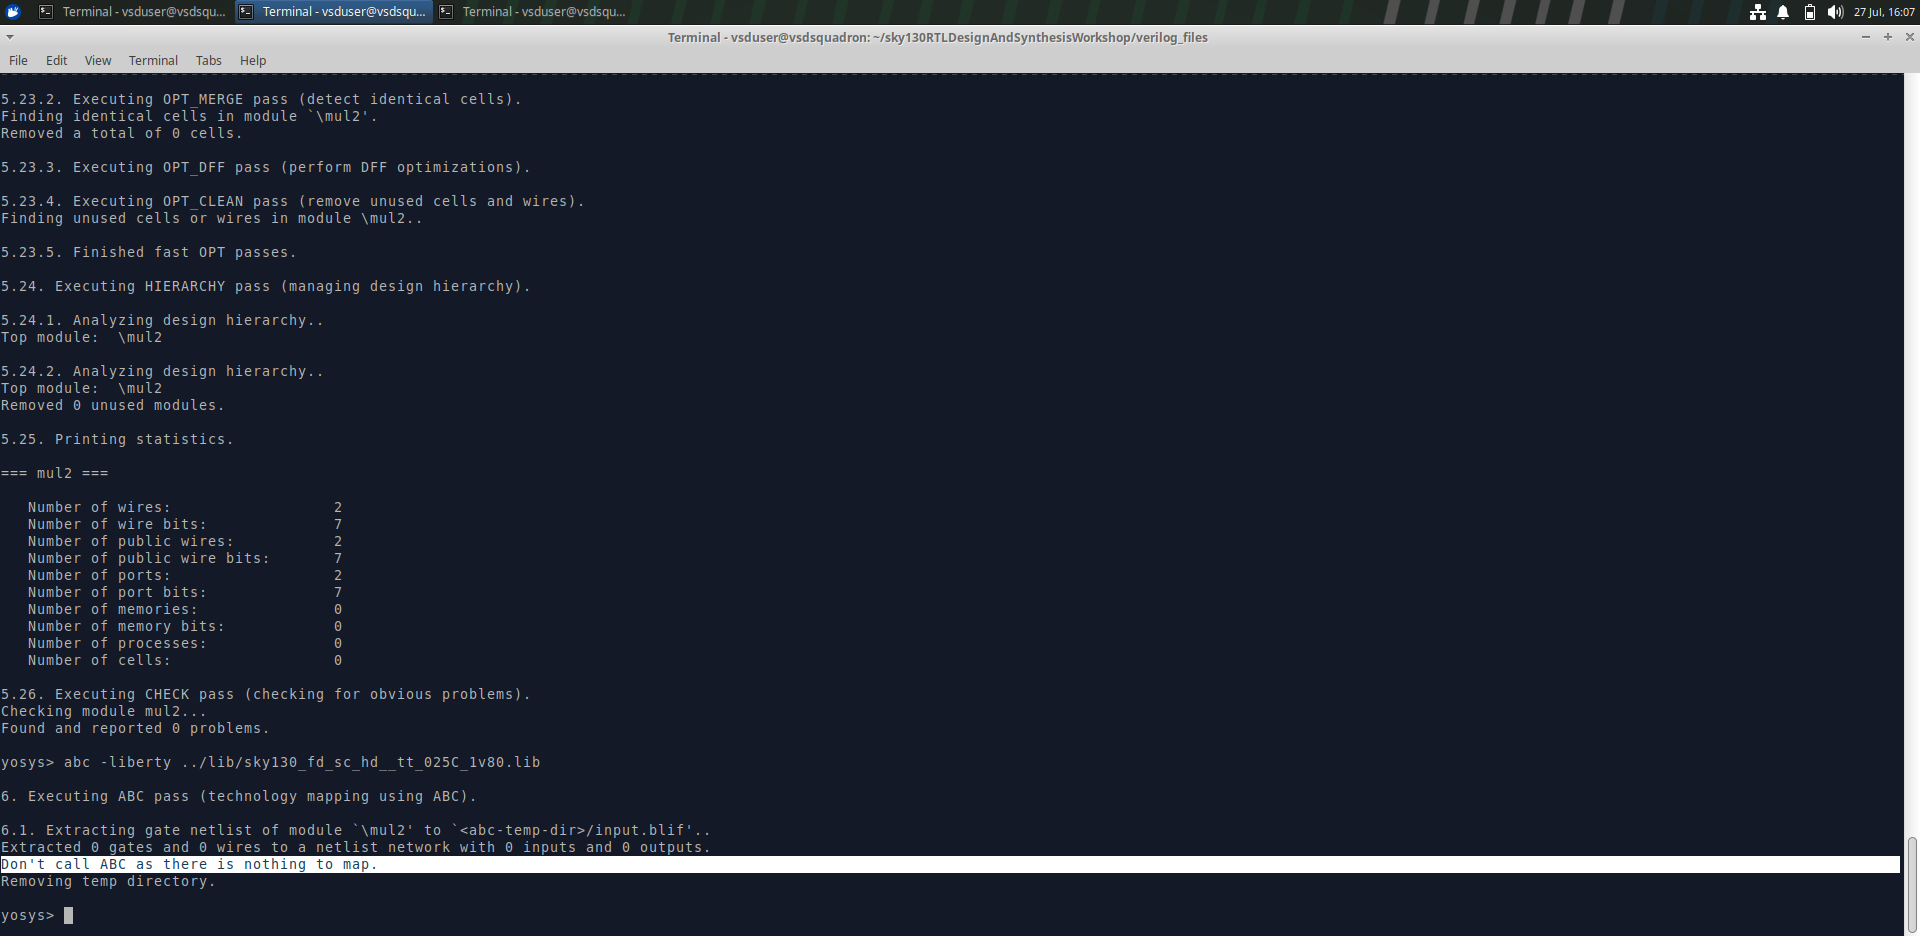 Terminal - vsduser@vsdsqu...
Terminal - vsduser@vsdsqu...
Terminal - vsduser@vsdsqu...
27 Jul, 16:07
Terminal - vsduser@vsdsquadron: ~/sky130RTLDesignAndSynthesisWorkshop/verilog_files
File Edit View Terminal Tabs Help
5.23.2. Executing OPT_MERGE pass (detect identical cells).
Finding identical cells in module `\mul2'.
Removed a total of 0 cells.
5.23.3. Executing OPT_DFF pass (perform DFF optimizations).
5.23.4. Executing OPT_CLEAN pass (remove unused cells and wires).
Finding unused cells or wires in module \mul2..
5.23.5. Finished fast OPT passes.
5.24. Executing HIERARCHY pass (managing design hierarchy).
5.24.1. Analyzing design hierarchy..
Top module:  \mul2
5.24.2. Analyzing design hierarchy..
Top module:  \mul2
Removed 0 unused modules.
5.25. Printing statistics.
=== mul2 ===
Number of wires: 2
Number of wire bits: 7
Number of public wires: 2
Number of public wire bits: 7
Number of ports: 2
Number of port bits: 7
Number of memories: 0
Number of memory bits: 0
Number of processes: 0
Number of cells: 0
5.26. Executing CHECK pass (checking for obvious problems).
Checking module mul2...
Found and reported 0 problems.
yosys> abc -liberty ../lib/sky130_fd_sc_hd__tt_025C_1v80.lib
6. Executing ABC pass (technology mapping using ABC).
6.1. Extracting gate netlist of module `\mul2' to `<abc-temp-dir>/input.blif'..
Extracted 0 gates and 0 wires to a netlist network with 0 inputs and 0 outputs.
Don't call ABC as there is nothing to map.
Removing temp directory.
yosys>